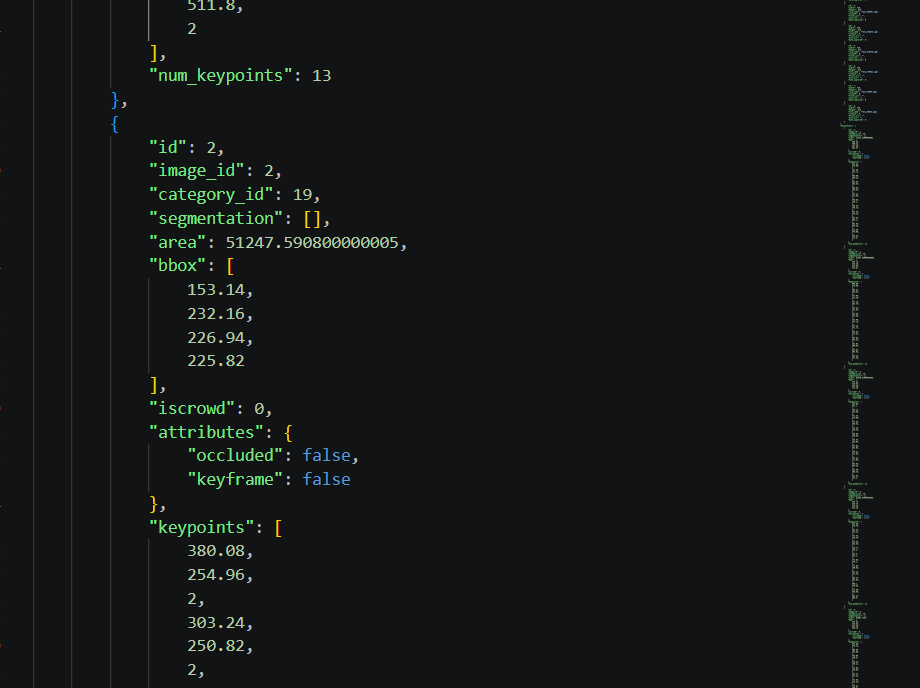 511.8,
2
],
"num_keypoints": 13
},
{
"id": 2,
"image_id": 2,
"category_id": 19,
"segmentation": [],
"area": 51247.590800000005,
"bbox": [
153.14,
232.16,
226.94,
225.82
],
"iscrowd": 0,
"attributes": {
"occluded": false,
"keyframe": false
},
"keypoints": [
380.08,
254.96,
2,
303.24,
250.82,
2,